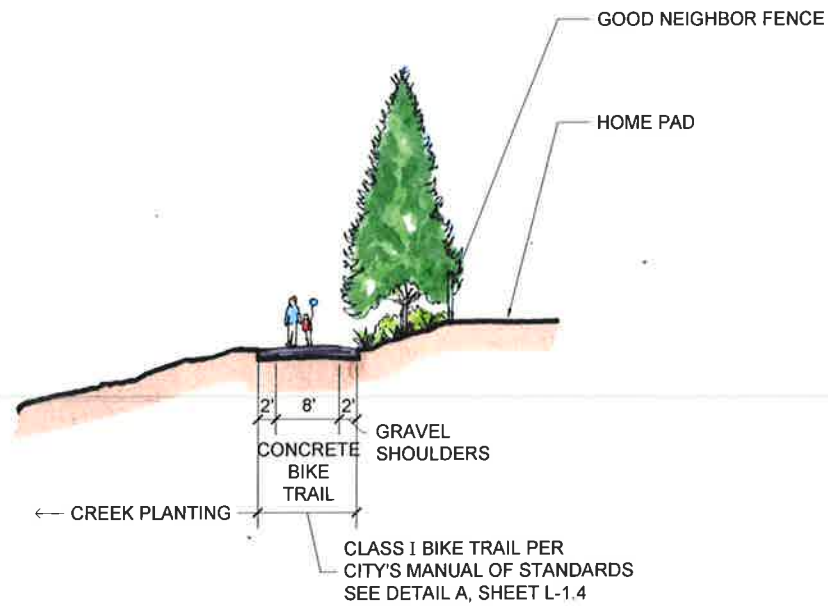 GOOD NEIGHBOR FENCE
HOME PAD
2' 8' 2'
GRAVEL
SHOULDERS
CONCRETE
BIKE
TRAIL
CREEK PLANTING
CLASS I BIKE TRAIL PER
CITY'S MANUAL OF STANDARDS
SEE DETAIL A, SHEET L-1.4